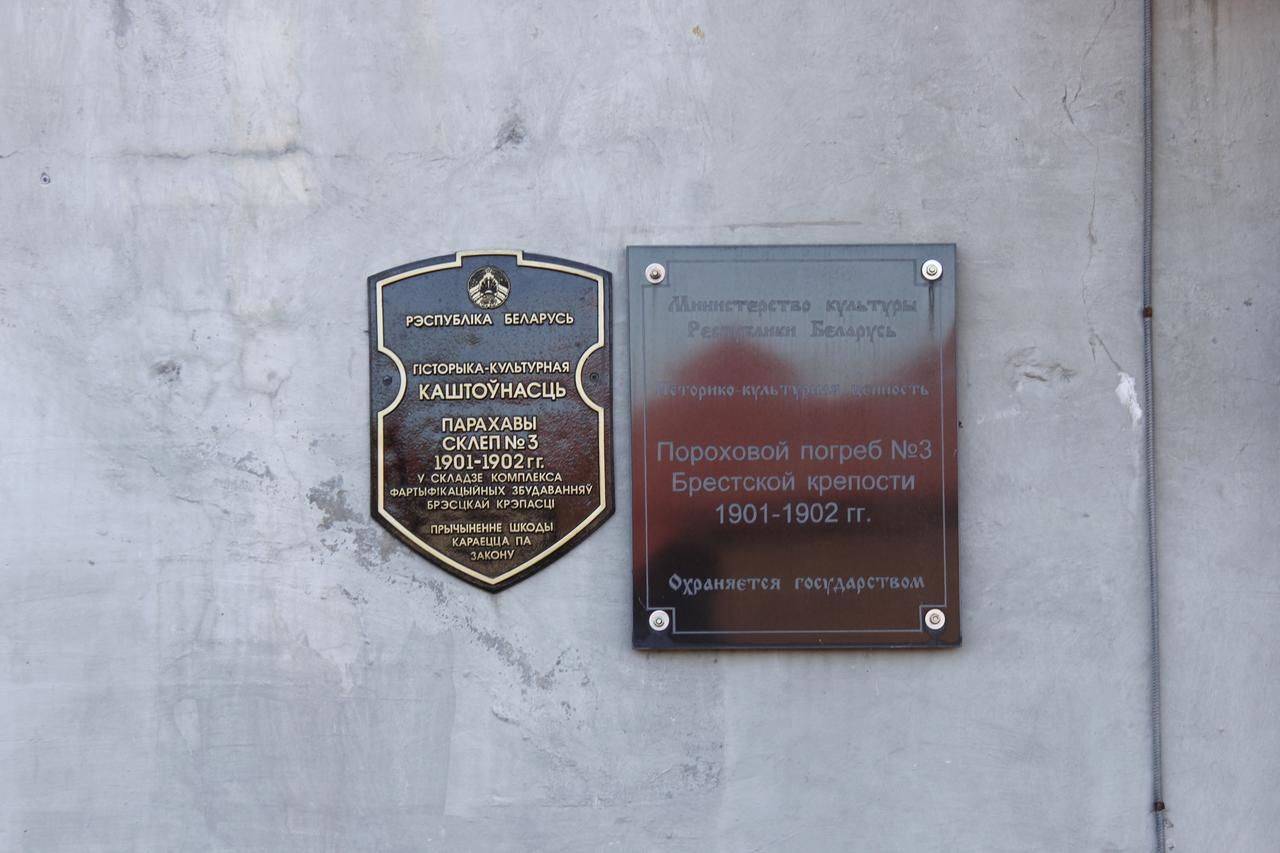 РЭСПУБЛІКА БЕЛАРУСЬ
ГІСТОРЫКА-КУЛЬТУРНАЯ
КАШТОЎНАСЦЬ
ПАРАХАВЫ
СКЛЕП №3
1901-1902 гг.
У СКЛАДЗЕ КОМПЛЕКСА
ФАРТЫФІКАЦЫЙНЫХ ЗБУДАВАННЯЎ
БРЭСЦКАЙ КРЭПАСЦІ
ПРЫЧЫНЕННЕ ШКОДЫ
КАРАЕЦЦА ПА
ЗАКОНУ
Министерство культуры
Республики Беларусь
Историко-культурная ценность
Пороховой погреб №3
Брестской крепости
1901-1902 гг.
Охраняется государством